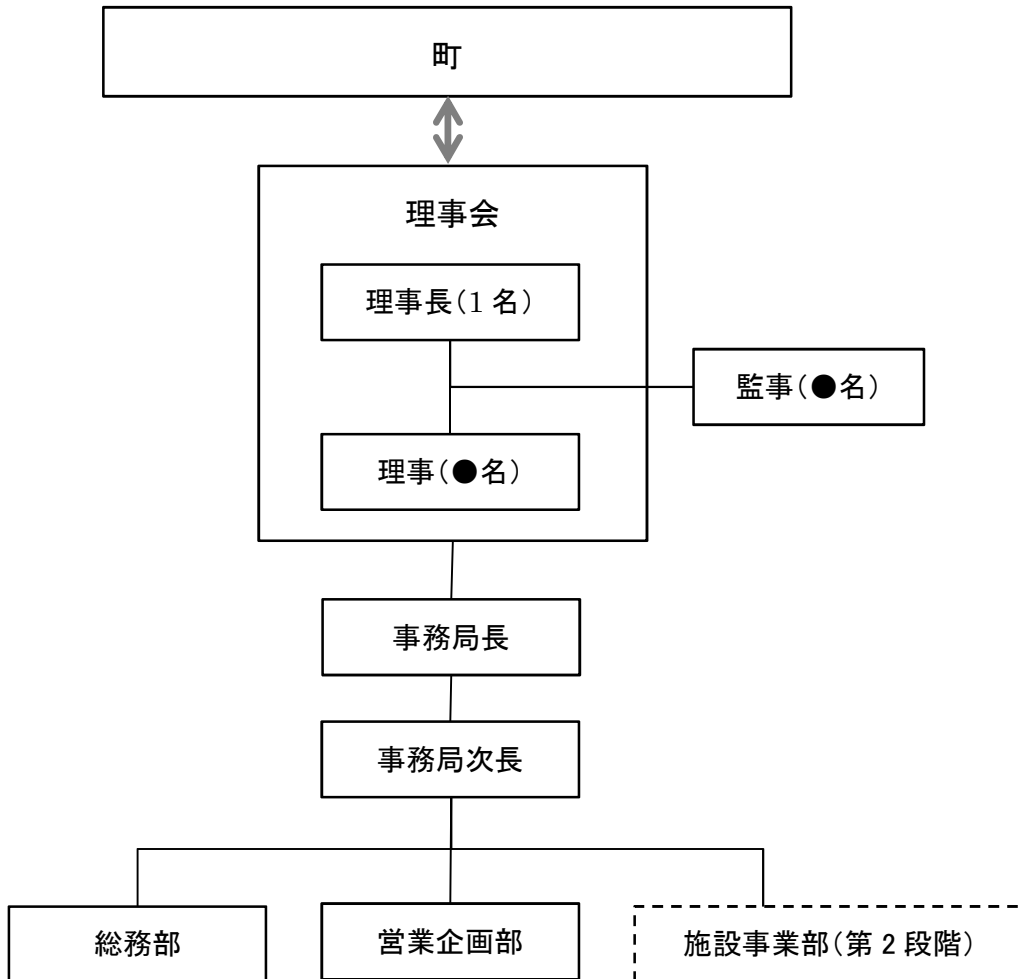 町
理事会
理事長(1名)
監事(●名)
理事(●名)
事務局長
事務局次長
総務部
営業企画部
施設事業部(第2段階)